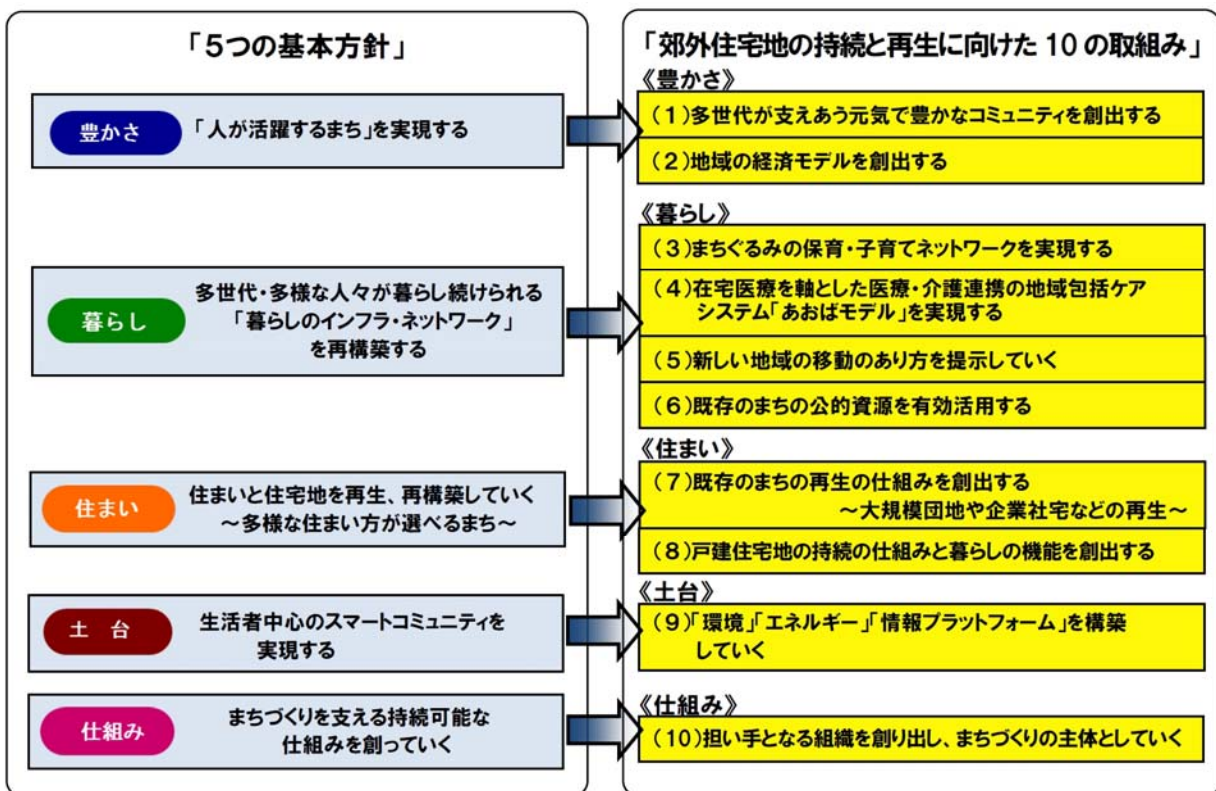 「5つの基本方針」
豊かさ
「人が活躍するまち」を実現する
暮らし
多世代・多様な人々が暮らし続けられる
「暮らしのインフラ・ネットワーク」
を再構築する
住まい
住まいと住宅地を再生、再構築していく
～多様な住まい方が選べるまち～
土 台
生活者中心のスマートコミュニティを
実現する
仕組み
まちづくりを支える持続可能な
仕組みを創っていく
「郊外住宅地の持続と再生に向けた 10 の取組み」
《豊かさ》
(1)多世代が支えあう元気で豊かなコミュニティを創出する
(2)地域の経済モデルを創出する
《暮らし》
(3)まちぐるみの保育・子育てネットワークを実現する
(4)在宅医療を軸とした医療・介護連携の地域包括ケア
システム「あおばモデル」を実現する
(5)新しい地域の移動のあり方を提示していく
(6)既存のまちの公的資源を有効活用する
《住まい》
(7)既存のまちの再生の仕組みを創出する
～大規模団地や企業社宅などの再生～
(8)戸建住宅地の持続の仕組みと暮らしの機能を創出する
《土台》
(9)「環境」「エネルギー」「情報プラットフォーム」を構築
していく
《仕組み》
(10)担い手となる組織を創り出し、まちづくりの主体としていく